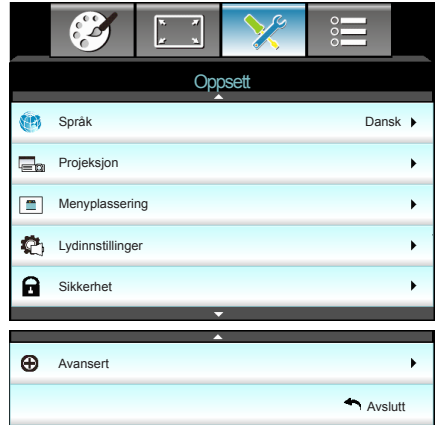 Oppsett
Språk Dansk
Projeksjon
Menyplassering
Lydinnstillinger
Sikkerhet
Avansert
Avslutt